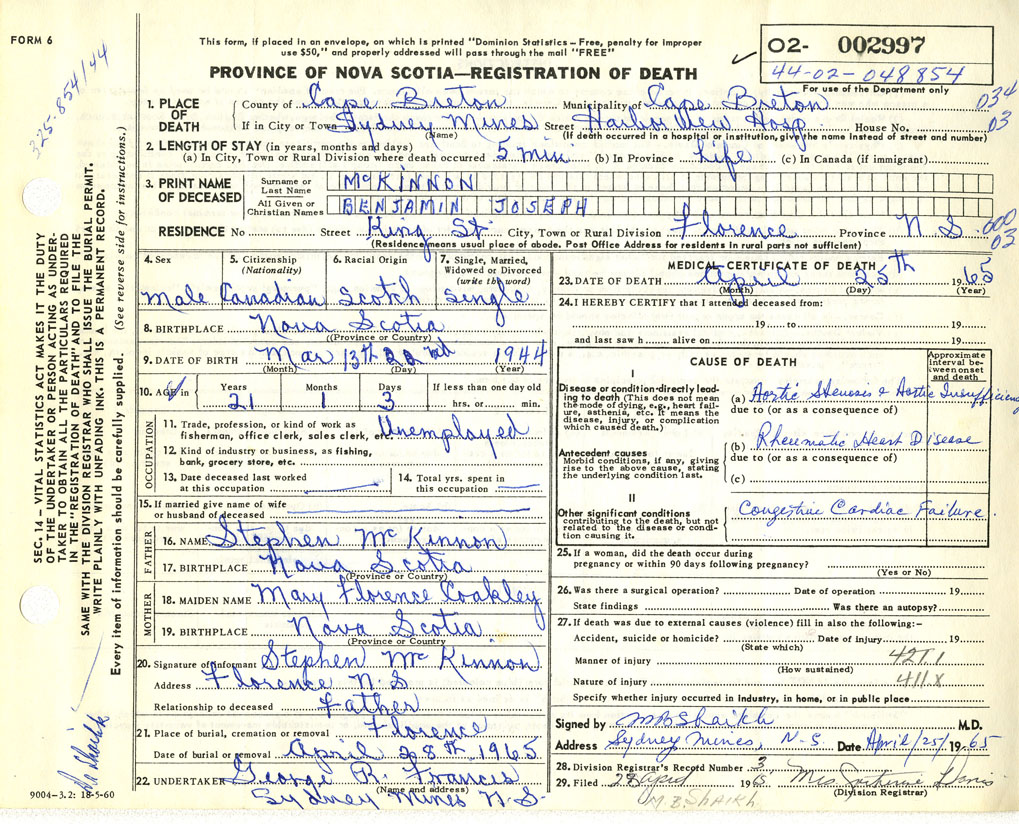 FORM 6
This form, if placed in an envelope, on which is printed "Dominion Statistics – Free, penalty for improper
use $50," and properly addressed will pass through the mail "FREE"
PROVINCE OF NOVA SCOTIA—REGISTRATION OF DEATH
02- 002997
44-02-048854
For use of the Department only
325-854/44
SEC. 14 – VITAL STATISTICS ACT MAKES IT THE DUTY
OF THE UNDERTAKER OR PERSON ACTING AS UNDER-
TAKER TO OBTAIN ALL THE PARTICULARS REQUIRED
IN THE "REGISTRATION OF DEATH" AND TO FILE THE
SAME WITH THE DIVISION REGISTRAR WHO SHALL ISSUE THE BURIAL PERMIT.
WRITE PLAINLY WITH UNFADING INK. THIS IS A PERMANENT RECORD.
Every item of information should be carefully supplied. (See reverse side for instructions.)
Dr Shaikh
1. PLACE OF DEATH County of Cape Breton Municipality of Cape Breton 034
If in City or Town Sydney Mines Street Harbor View Hosp House No. 03
(Name) (If death occurred in a hospital or institution, give the name instead of street and number)
2. LENGTH OF STAY (in years, months and days)
(a) In City, Town or Rural Division where death occurred 5 min (b) In Province Life (c) In Canada (if immigrant)
3. PRINT NAME OF DECEASED Surname or Last Name McKINNON
All Given or Christian Names BENJAMIN JOSEPH
RESIDENCE No Street King St. City, Town or Rural Division Florence Province N S. 000
03
(Residence means usual place of abode. Post Office Address for residents in rural parts not sufficient)
4. Sex 5. Citizenship (Nationality) 6. Racial Origin 7. Single, Married, Widowed or Divorced (write the word)
Male Canadian Scotch Single
8. BIRTHPLACE Nova Scotia
(Province or Country)
9. DATE OF BIRTH Mar 13th 22nd 1944
(Month) (Day) (Year)
10. AGE in Years Months Days If less than one day old
21 1 3 hrs. or min.
OCCUPATION
11. Trade, profession, or kind of work as
fisherman, office clerk, sales clerk, etc. Unemployed
12. Kind of industry or business, as fishing,
bank, grocery store, etc.
13. Date deceased last worked at this occupation 14. Total yrs. spent in this occupation
15. If married give name of wife
or husband of deceased
FATHER
16. NAME Stephen McKinnon
17. BIRTHPLACE Nova Scotia
(Province or Country)
MOTHER
18. MAIDEN NAME Mary Florence Coakley
19. BIRTHPLACE Nova Scotia
(Province or Country)
20. Signature of informant Stephen McKinnon
Address Florence N.S
Relationship to deceased Father
21. Place of burial, cremation or removal Florence
Date of burial or removal April 28th 1965
22. UNDERTAKER George R. Francis
(Name and address)
Sydney Mines N.S.
9004–3.2: 18-5-60
MEDICAL CERTIFICATE OF DEATH
23. DATE OF DEATH April 25th 1965
(Month) (Day) (Year)
24. I HEREBY CERTIFY that I attended deceased from:
19 to 19
and last saw h alive on 19
CAUSE OF DEATH
Approximate interval between onset and death
I
Disease or condition directly lead-
ing to death (This does not mean
the mode of dying, e.g., heart fail-
ure, asthenia, etc. It means the
disease, injury, or complication
which caused death.)
(a) Aortic Stenosis & Aortic Insufficiency
due to (or as a consequence of)
Antecedent causes
Morbid conditions, if any, giving
rise to the above cause, stating
the underlying condition last.
(b) Rheumatic Heart Disease
due to (or as a consequence of)
(c)
II
Other significant conditions
contributing to the death, but not
related to the disease or condi-
tion causing it.
Congestive Cardiac Failure.
25. If a woman, did the death occur during
pregnancy or within 90 days following pregnancy?
(Yes or No)
26. Was there a surgical operation? Date of operation 19
State findings Was there an autopsy?
27. If death was due to external causes (violence) fill in also the following:-
Accident, suicide or homicide? Date of injury 19
(State which)
Manner of injury 421.1
(How sustained)
Nature of injury 411X
Specify whether injury occurred in industry, in home, or in public place
Signed by M B Shaikh M.D.
Address Sydney Mines, N-S. Date April/25/1965
28. Division Registrar's Record Number 3
29. Filed 28 April 1965 Mrs
(Division Registrar)
M.B. SHAIKH